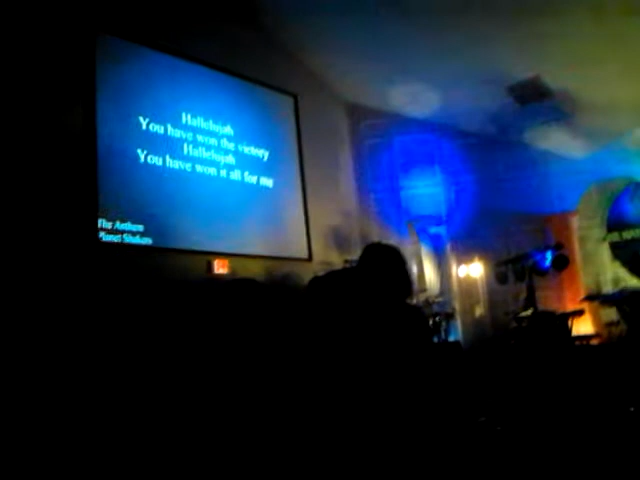 Hallelujah
You have won the victory
Hallelujah
You have won it all for me
The Anthem
Planet Shakers